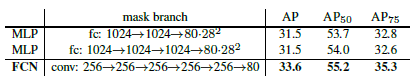 mask branch AP AP50 AP75
MLP fc: 1024→1024→80·28² 31.5 53.7 32.8
MLP fc: 1024→1024→1024→80·28² 31.5 54.0 32.6
FCN conv: 256→256→256→256→256→80 33.6 55.2 35.3